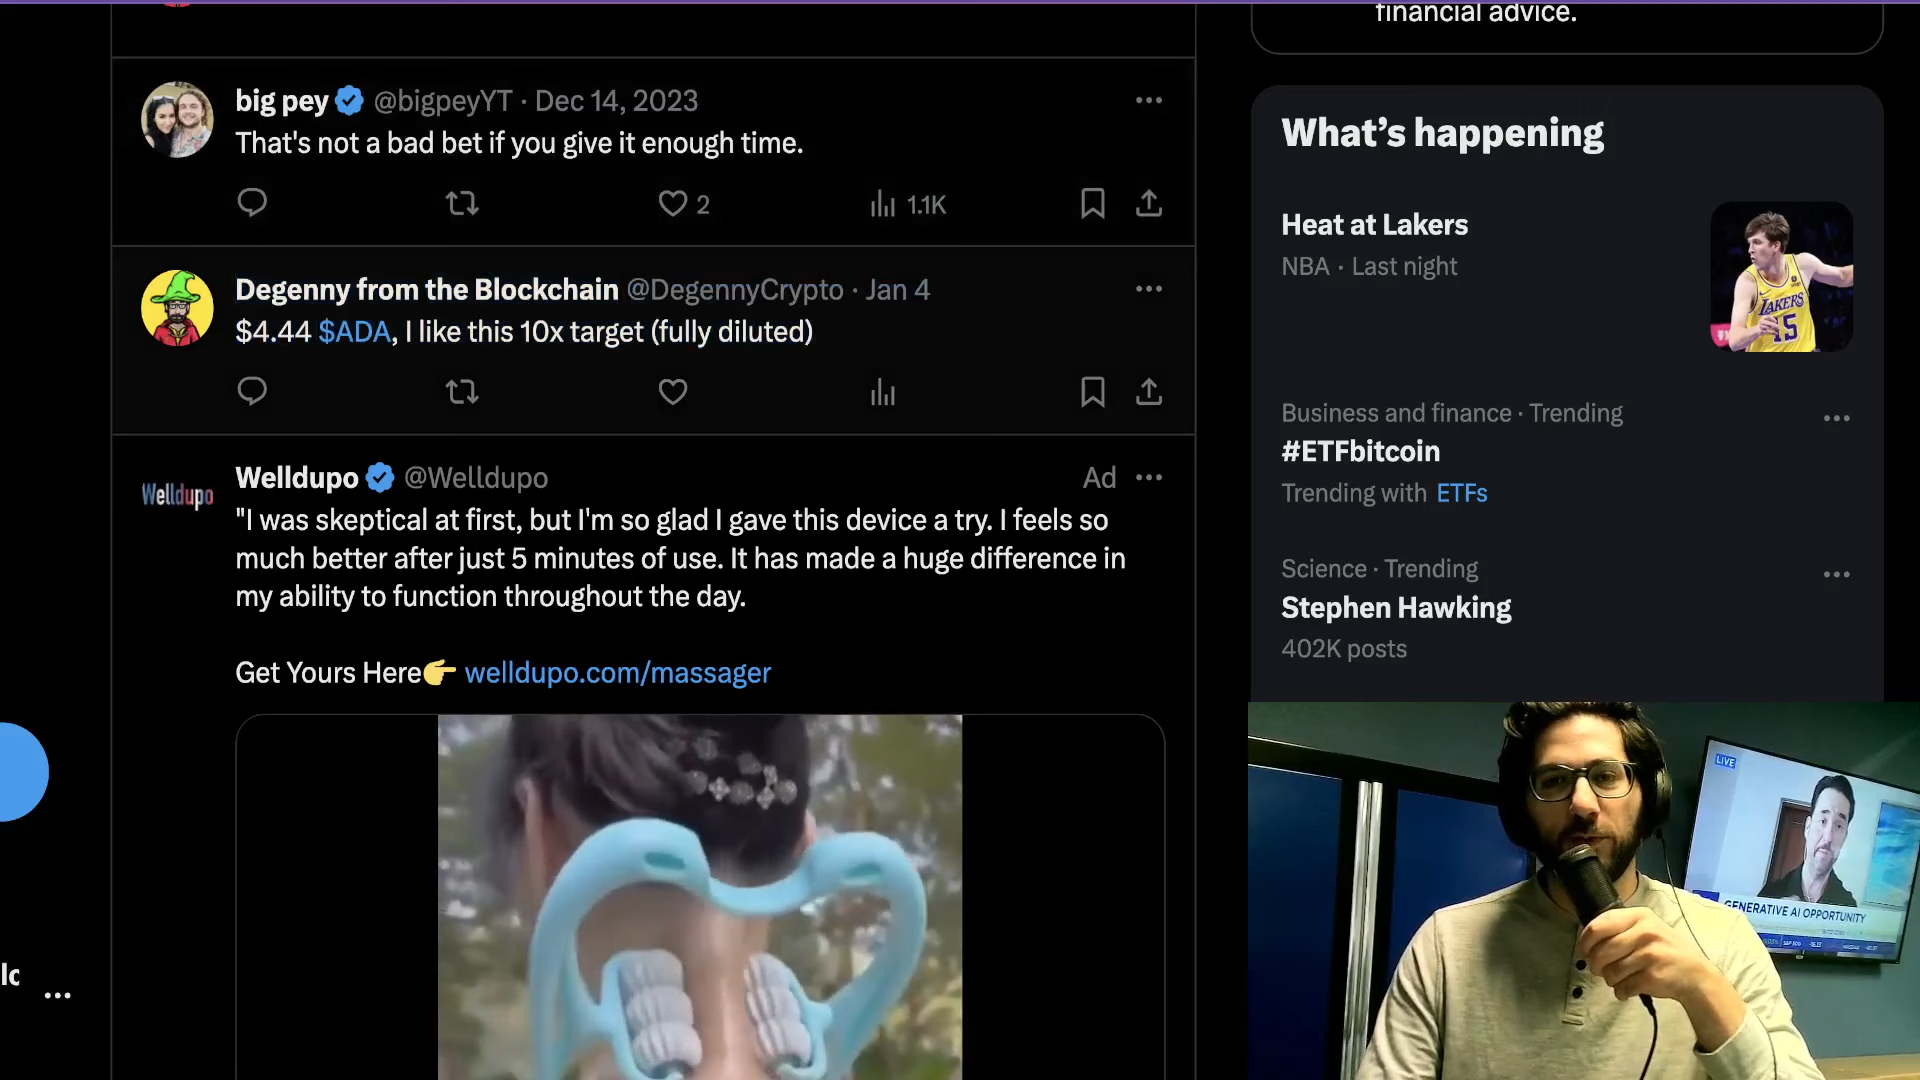 financial advice.
big pey @bigpeyYT · Dec 14, 2023
That's not a bad bet if you give it enough time.
2
1.1K
Degenny from the Blockchain @DegennyCrypto · Jan 4
$4.44 $ADA, I like this 10x target (fully diluted)
Welldupo
Welldupo @Welldupo
Ad
"I was skeptical at first, but I'm so glad I gave this device a try. I feels so
much better after just 5 minutes of use. It has made a huge difference in
my ability to function throughout the day.
Get Yours Here👉 welldupo.com/massager
lc
What's happening
Heat at Lakers
NBA · Last night
LAKERS
15
Business and finance · Trending
#ETFbitcoin
Trending with ETFs
Science · Trending
Stephen Hawking
402K posts
LIVE
GENERATIVE AI OPPORTUNITY
S&P 500